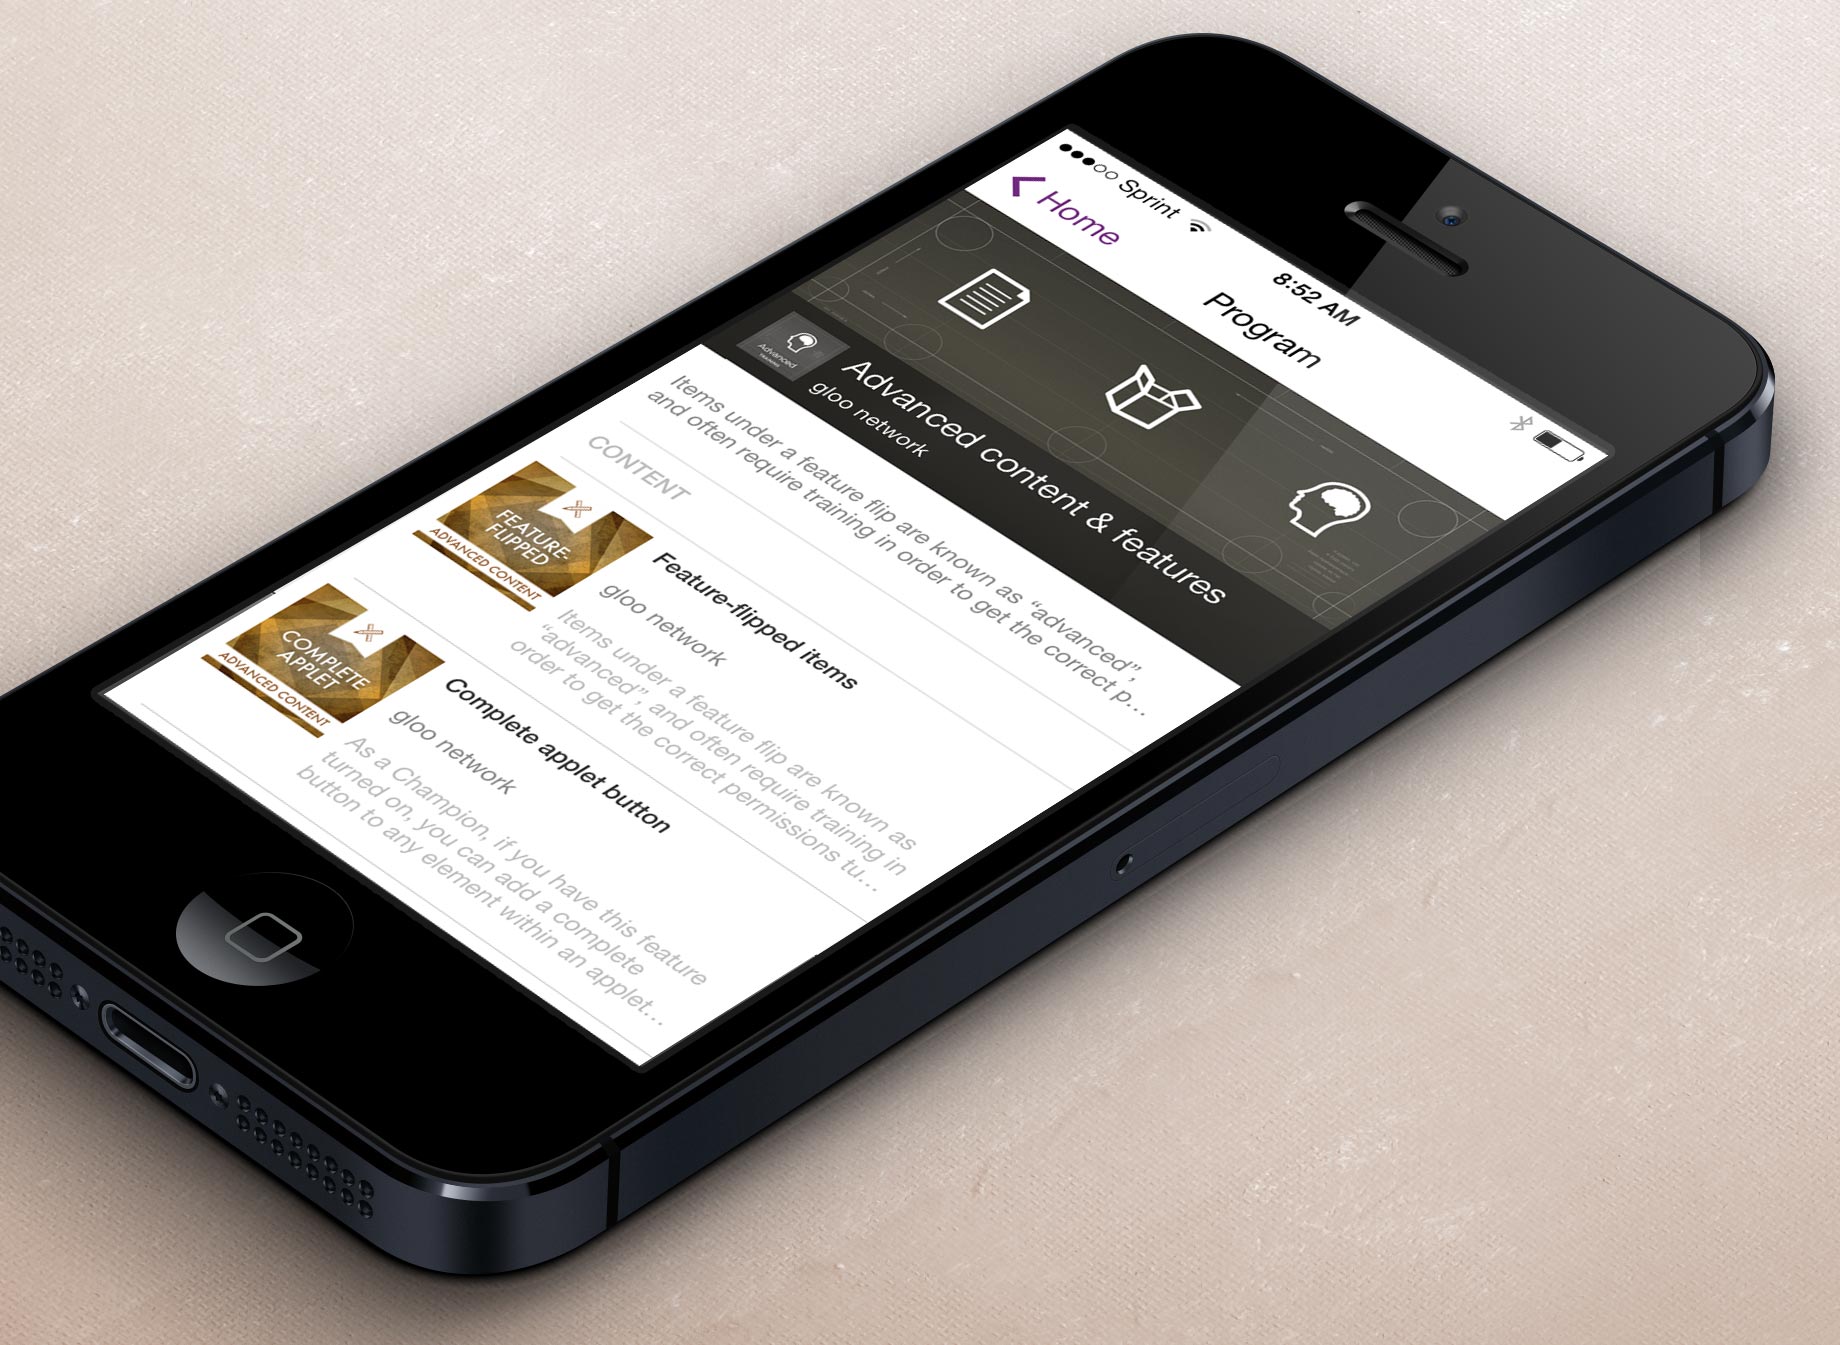 Sprint
8:52 AM
Home
Program
Advanced
Advanced content & features
gloo network
Items under a feature flip are known as “advanced”,
and often require training in order to get the correct p...
CONTENT
FEATURE-
FLIPPED
ADVANCED CONTENT
Feature-flipped items
gloo network
Items under a feature flip are known as
“advanced”, and often require training in
order to get the correct permissions tu...
COMPLETE
APPLET
ADVANCED CONTENT
Complete applet button
gloo network
As a Champion, if you have this feature
turned on, you can add a complete
button to any element within an applet...